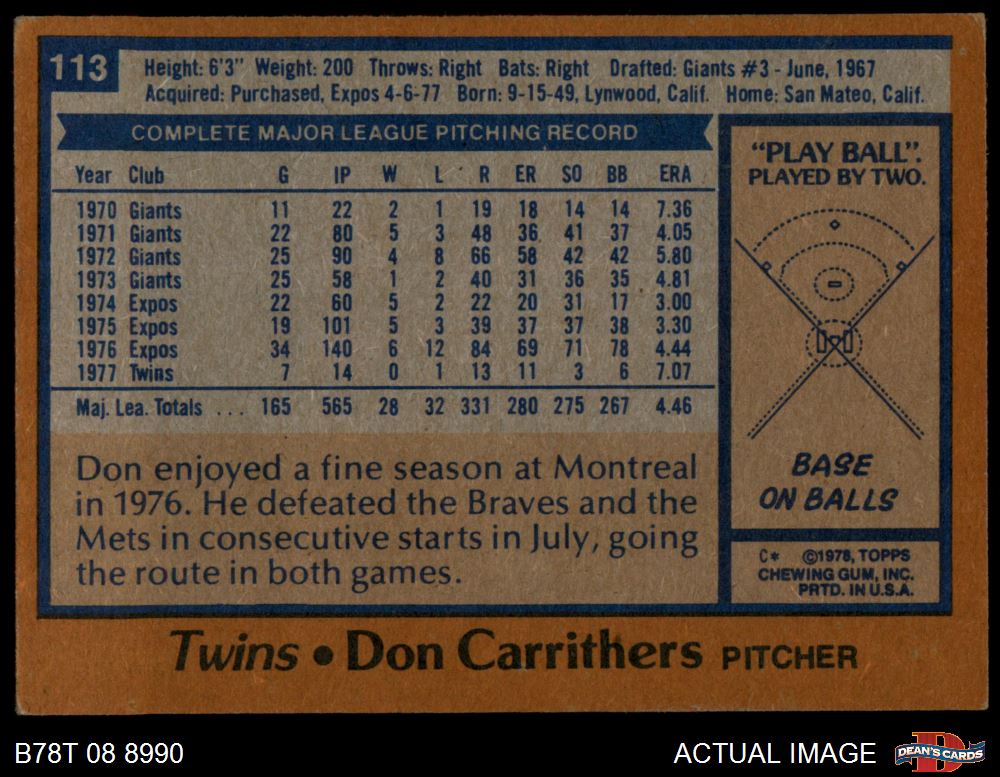 113
Height: 6'3" Weight: 200 Throws: Right Bats: Right Drafted: Giants #3 - June, 1967
Acquired: Purchased, Expos 4-6-77 Born: 9-15-49, Lynwood, Calif. Home: San Mateo, Calif.
COMPLETE MAJOR LEAGUE PITCHING RECORD
Year Club G IP W L R ER SO BB ERA
1970 Giants 11 22 2 1 19 18 14 14 7.36
1971 Giants 22 80 5 3 48 36 41 37 4.05
1972 Giants 25 90 4 8 66 58 42 42 5.80
1973 Giants 25 58 1 2 40 31 36 35 4.81
1974 Expos 22 60 5 2 22 20 31 17 3.00
1975 Expos 19 101 5 3 39 37 37 38 3.30
1976 Expos 34 140 6 12 84 69 71 78 4.44
1977 Twins 7 14 0 1 13 11 3 6 7.07
Maj. Lea. Totals ... 165 565 28 32 331 280 275 267 4.46
Don enjoyed a fine season at Montreal
in 1976. He defeated the Braves and the
Mets in consecutive starts in July, going
the route in both games.
"PLAY BALL".
PLAYED BY TWO.
BASE
ON BALLS
C* ©1978, TOPPS
CHEWING GUM, INC.
PRTD. IN U.S.A.
Twins • Don Carrithers PITCHER
B78T 08 8990
ACTUAL IMAGE
D
DEAN'S CARDS